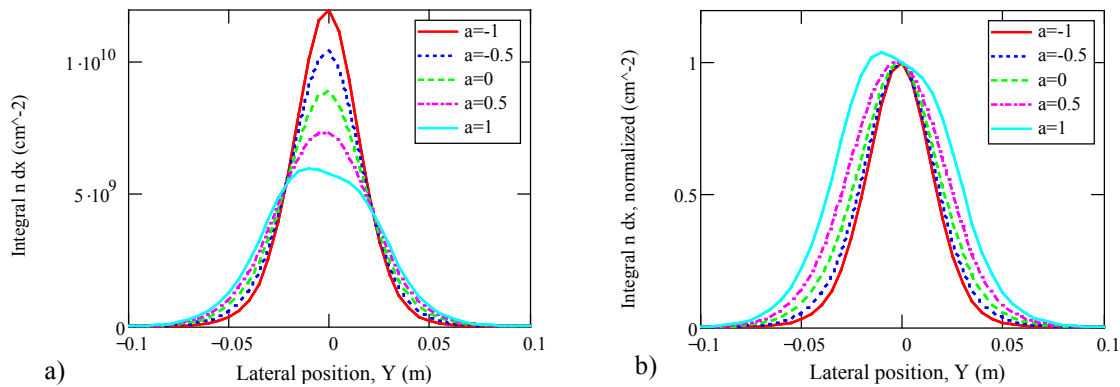 Integral n dx (cm^-2)
1·10^10
5·10^9
0
−0.1
−0.05
0
0.05
0.1
Lateral position, Y (m)
a=-1
a=-0.5
a=0
a=0.5
a=1
a)
Integral n dx, normalized (cm^-2)
1
0.5
0
−0.1
−0.05
0
0.05
0.1
Lateral position, Y (m)
a=-1
a=-0.5
a=0
a=0.5
a=1
b)